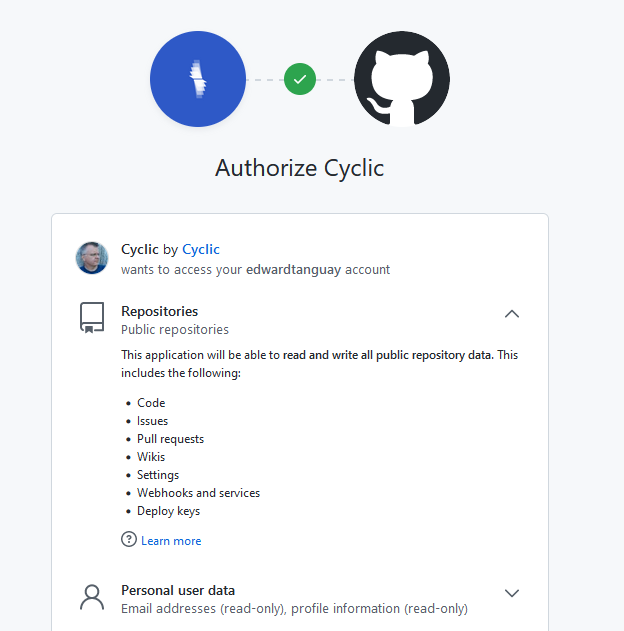 Authorize Cyclic
Cyclic by Cyclic
wants to access your edwardtanguay account
Repositories
Public repositories
This application will be able to read and write all public repository data. This
includes the following:
Code
Issues
Pull requests
Wikis
Settings
Webhooks and services
Deploy keys
Learn more
Personal user data
Email addresses (read-only), profile information (read-only)